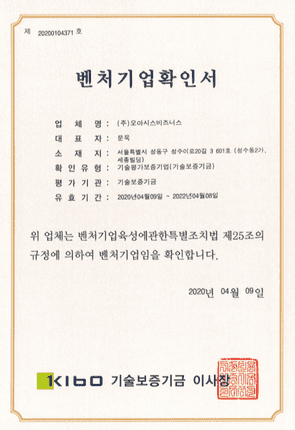 제 20200104371 호
벤처기업확인서
업 체 명 : (주)오아시스비즈니스
대 표 자 : 문욱
소 재 지 : 서울특별시 성동구 성수이로20길 3 601호 (성수동2가,
세종빌딩)
확 인 유 형 : 기술평가보증기업(기술보증기금)
평 가 기 관 : 기술보증기금
유 효 기 간 : 2020년04월09일 ~ 2022년04월08일
위 업체는 벤처기업육성에관한특별조치법 제25조의
규정에 의하여 벤처기업임을 확인합니다.
2020년 04월 09일
KIBO 기술보증기금 이사장